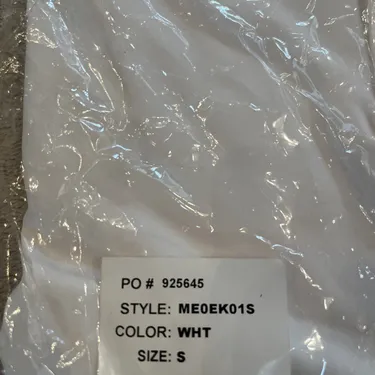 PO # 925645
STYLE: ME0EK01S
COLOR: WHT
SIZE: S